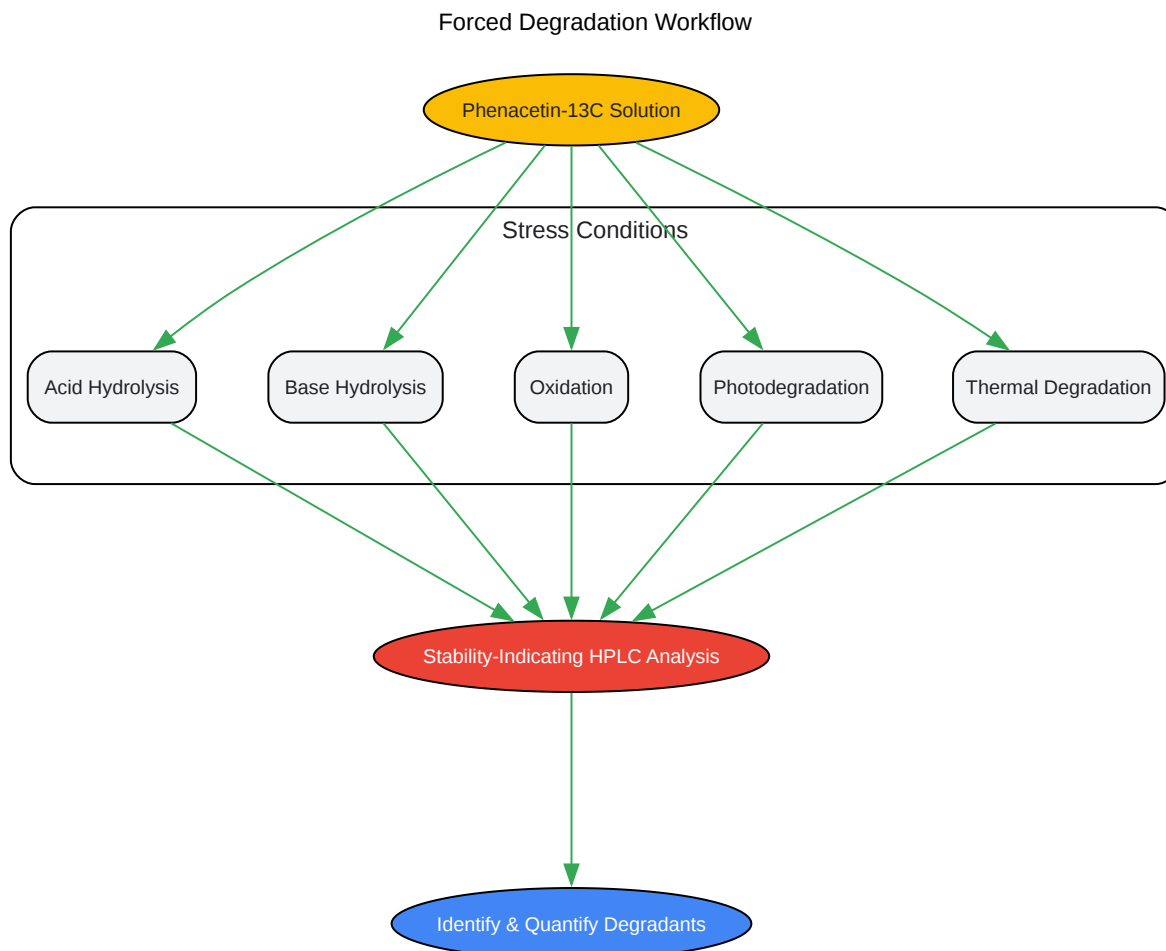 Forced Degradation Workflow
Phenacetin-13C Solution
Stress Conditions
Acid Hydrolysis
Base Hydrolysis
Oxidation
Photodegradation
Thermal Degradation
Stability-Indicating HPLC Analysis
Identify & Quantify Degradants